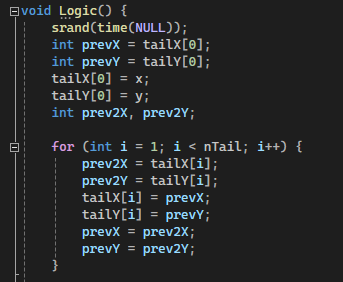 void Logic() {
srand(time(NULL));
int prevX = tailX[0];
int prevY = tailY[0];
tailX[0] = x;
tailY[0] = y;
int prev2X, prev2Y;
for (int i = 1; i < nTail; i++) {
prev2X = tailX[i];
prev2Y = tailY[i];
tailX[i] = prevX;
tailY[i] = prevY;
prevX = prev2X;
prevY = prev2Y;
}